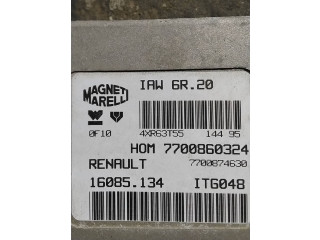 MAGNETI MARELLI
IAW 6R.20
0F10 4XR63T55 144 95
HOM 7700860324
RENAULT 7700874630
16085.134 ITG048